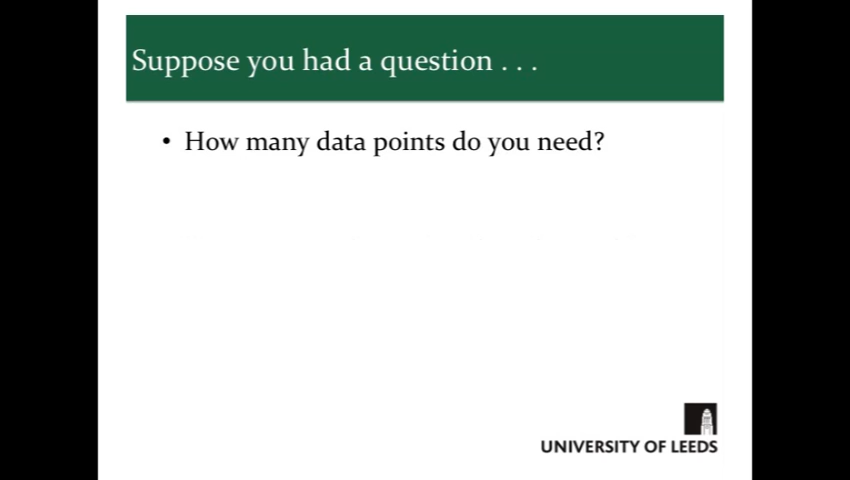 Suppose you had a question . . .
• How many data points do you need?
UNIVERSITY OF LEEDS